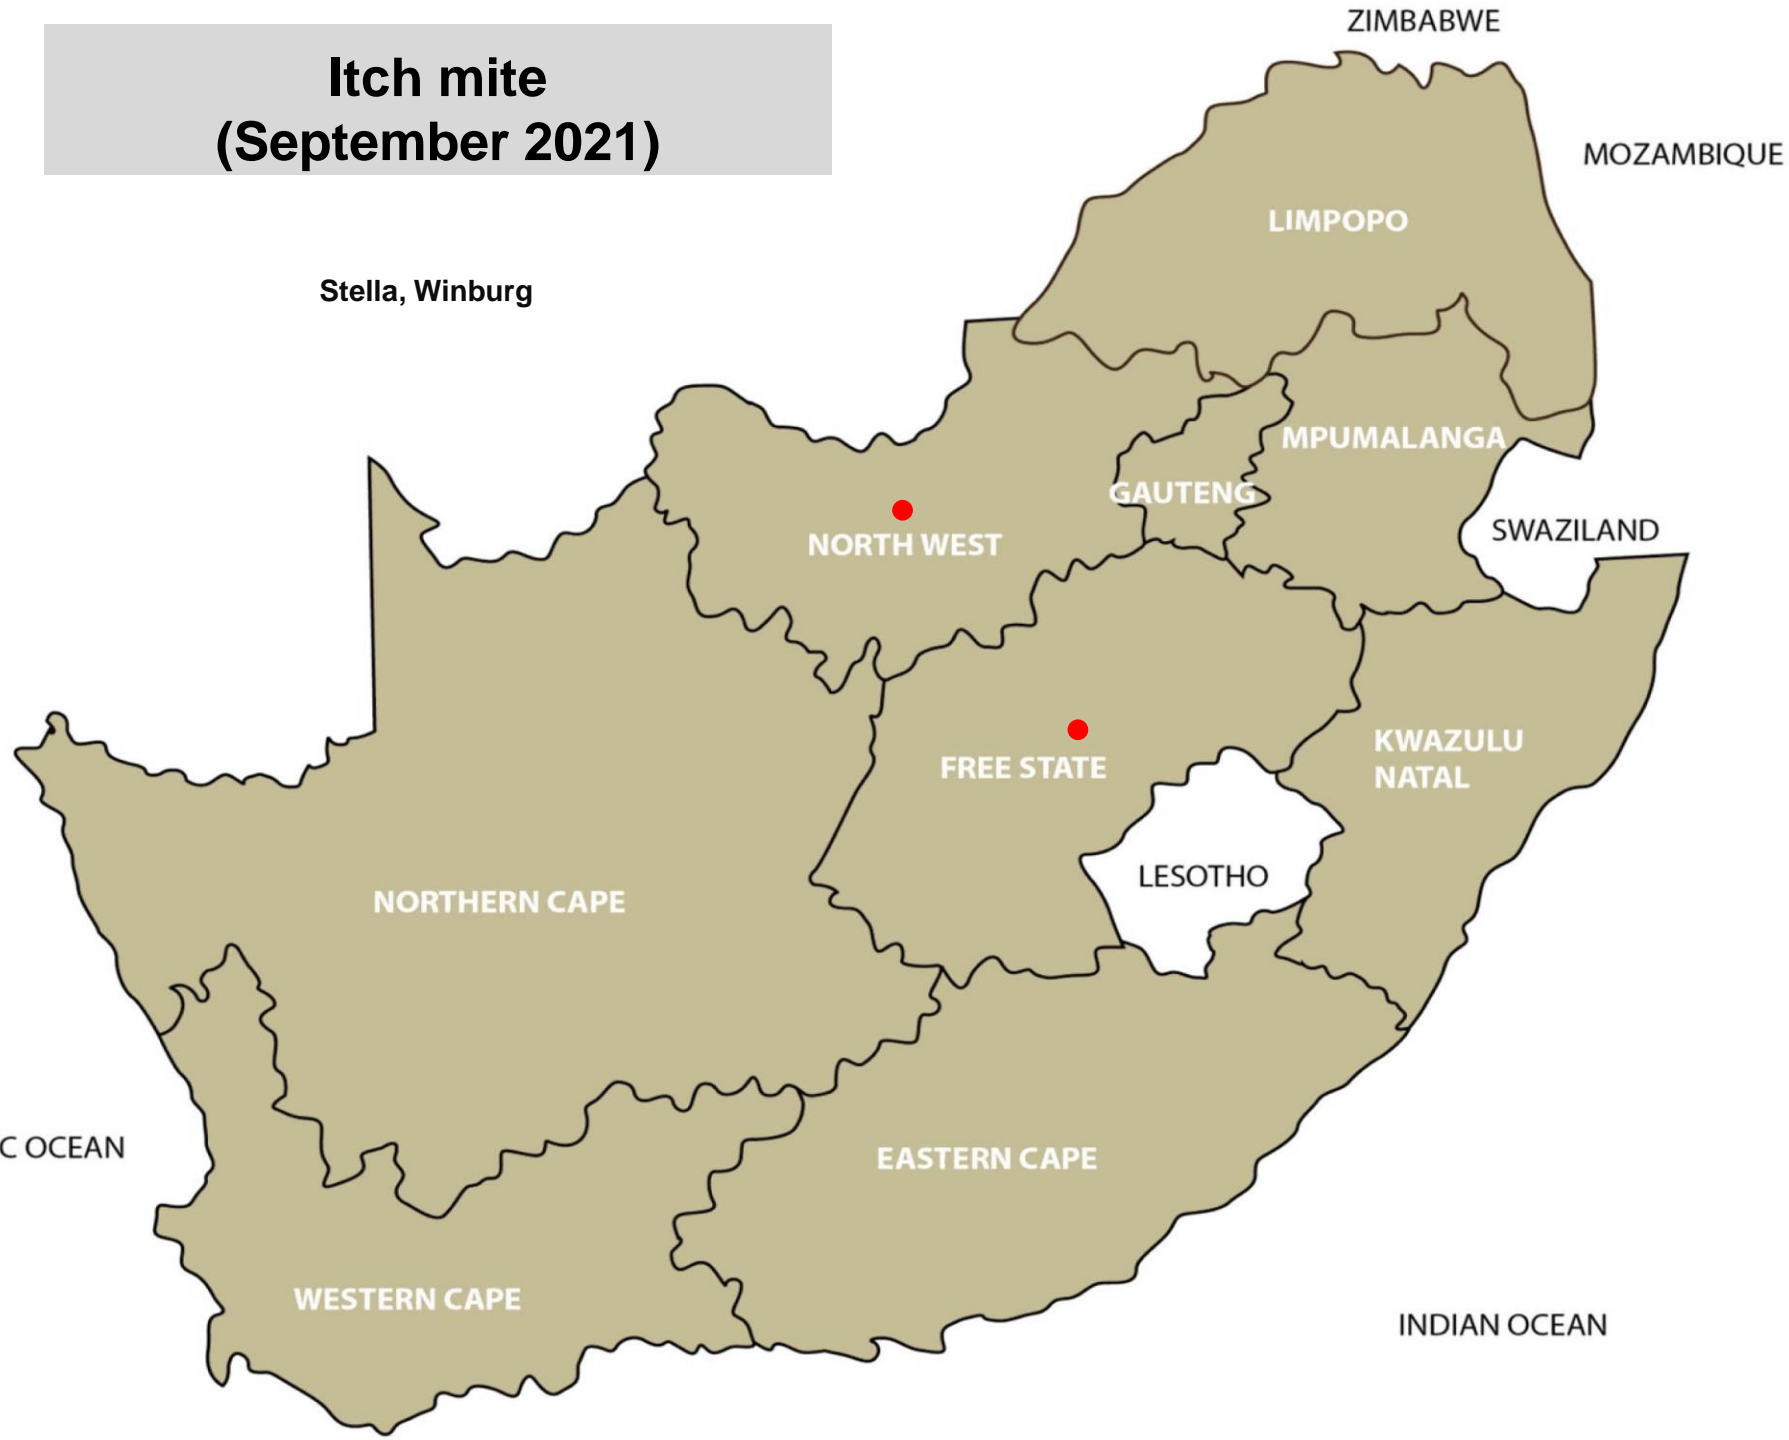 ZIMBABWE
Itch mite
(September 2021)
MOZAMBIQUE
LIMPOPO
Stella, Winburg
MPUMALANGA
GAUTENG
SWAZILAND
NORTH WEST
KWAZULU
NATAL
FREE STATE
LESOTHO
NORTHERN CAPE
C OCEAN
EASTERN CAPE
WESTERN CAPE
INDIAN OCEAN